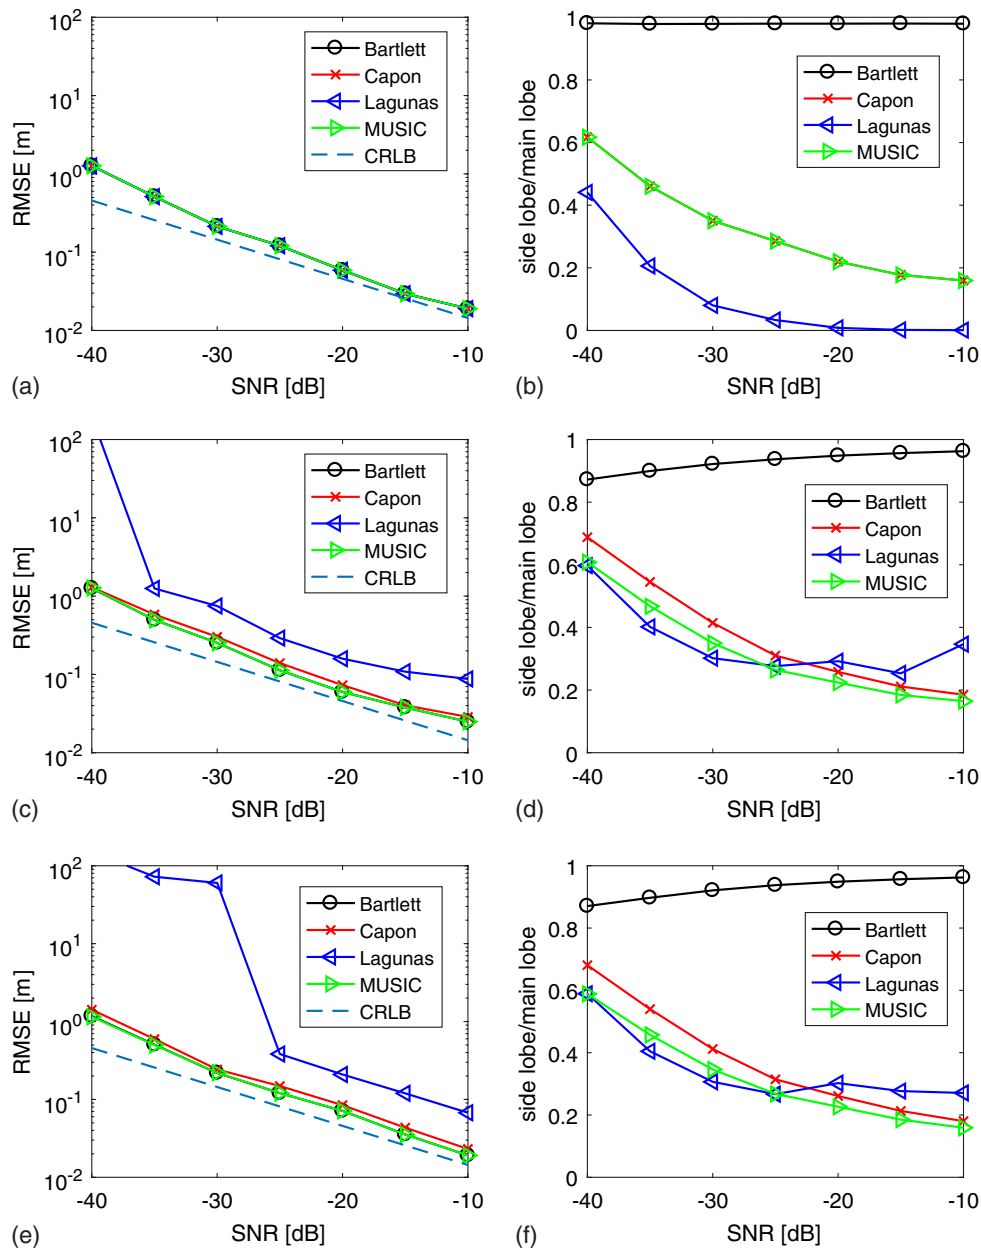 10^2
10^1
10^0
10^-1
10^-2
RMSE [m]
Bartlett
Capon
Lagunas
MUSIC
CRLB
-40
-30
-20
-10
(a)
SNR [dB]
1
0.8
0.6
0.4
0.2
0
side lobe/main lobe
Bartlett
Capon
Lagunas
MUSIC
-40
-30
-20
-10
(b)
SNR [dB]
10^2
10^1
10^0
10^-1
10^-2
RMSE [m]
Bartlett
Capon
Lagunas
MUSIC
CRLB
-40
-30
-20
-10
(c)
SNR [dB]
1
0.8
0.6
0.4
0.2
0
side lobe/main lobe
Bartlett
Capon
Lagunas
MUSIC
-40
-30
-20
-10
(d)
SNR [dB]
10^2
10^1
10^0
10^-1
10^-2
RMSE [m]
Bartlett
Capon
Lagunas
MUSIC
CRLB
-40
-30
-20
-10
(e)
SNR [dB]
1
0.8
0.6
0.4
0.2
0
side lobe/main lobe
Bartlett
Capon
Lagunas
MUSIC
-40
-30
-20
-10
(f)
SNR [dB]